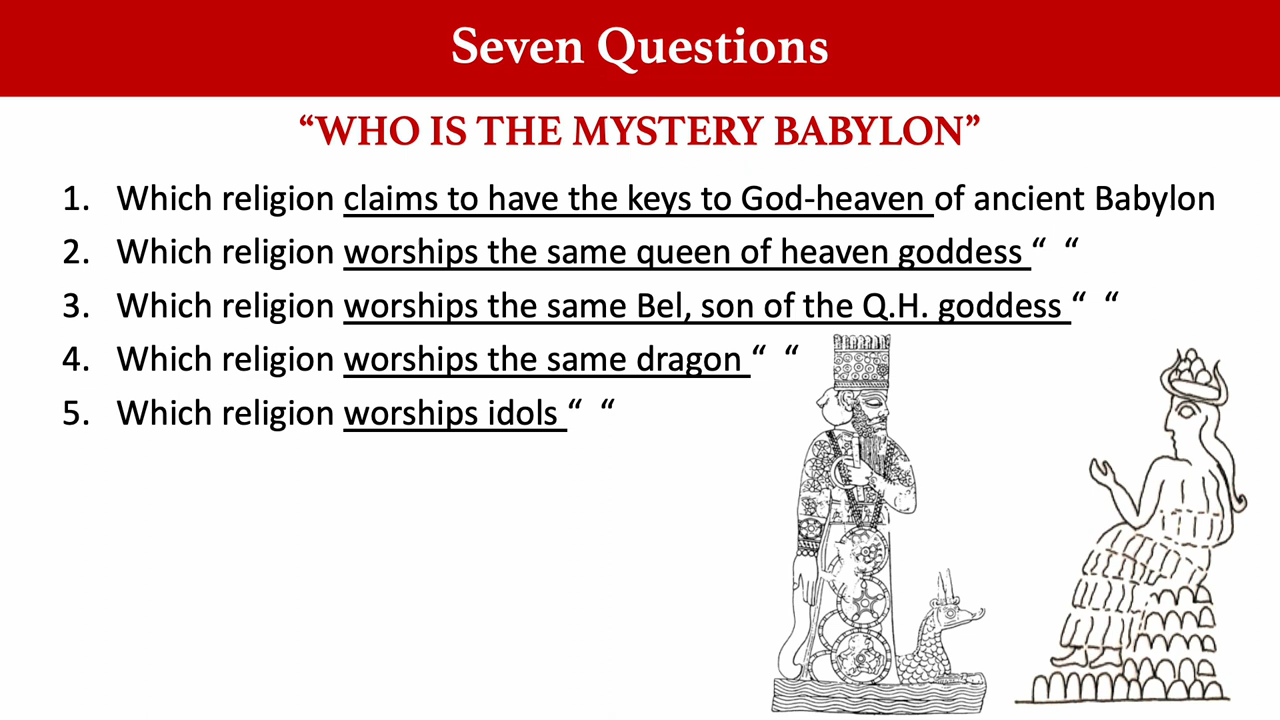 Seven Questions
“WHO IS THE MYSTERY BABYLON”
1. Which religion claims to have the keys to God-heaven of ancient Babylon
2. Which religion worships the same queen of heaven goddess “ “
3. Which religion worships the same Bel, son of the Q.H. goddess “ “
4. Which religion worships the same dragon “ “
5. Which religion worships idols “ “